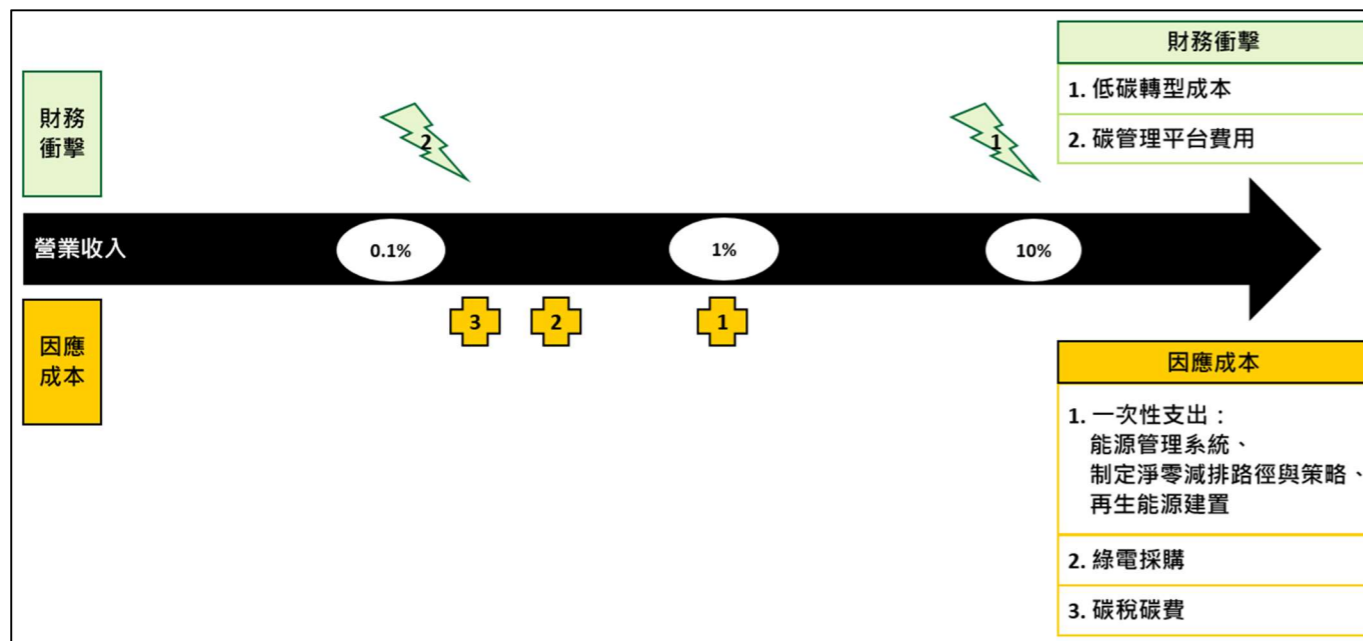 財務衝擊
1. 低碳轉型成本
2. 碳管理平台費用
財務
衝擊
2
1
營業收入
0.1%
1%
10%
3
2
1
因應
成本
因應成本
1. 一次性支出：
能源管理系統、
制定淨零減排路徑與策略、
再生能源建置
2. 綠電採購
3. 碳稅碳費